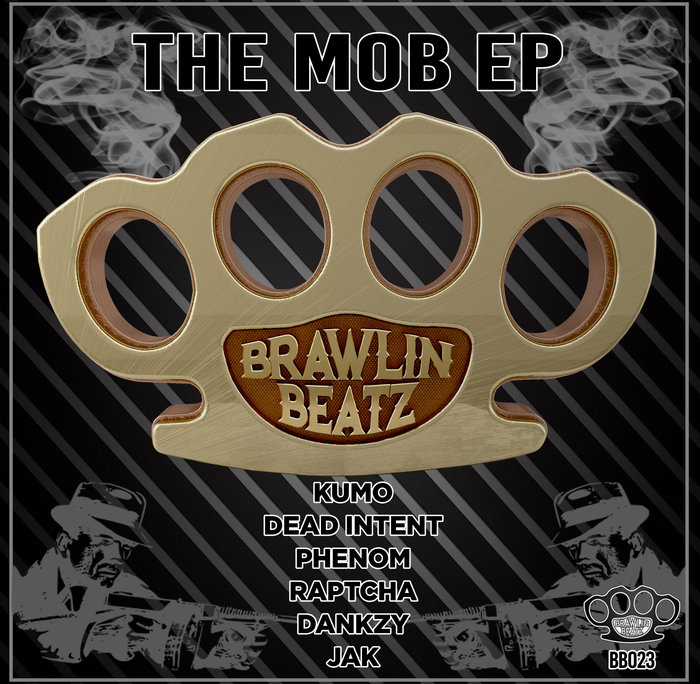 THE MOB EP
BRAWLIN
BEATZ
KUMO
DEAD INTENT
PHENOM
RAPTCHA
DANKZY
JAK
BRAWLIN
BEATZ
BB023